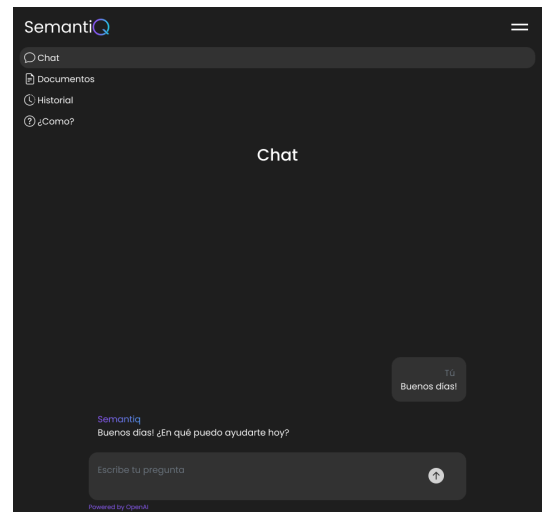 SemantiQ
Chat
Documentos
Historial
¿Como?
Chat
Tú
Buenos días!
Semantiq
Buenos días! ¿En qué puedo ayudarte hoy?
Escribe tu pregunta
Powered by OpenAI